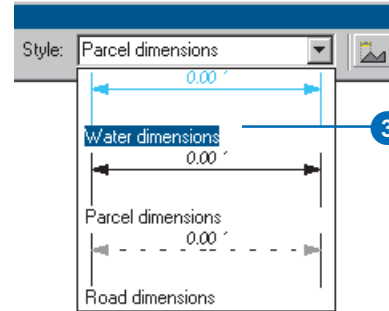 Style: Parcel dimensions
0.00 ′
Water dimensions
3
0.00 ′
Parcel dimensions
0.00 ′
Road dimensions